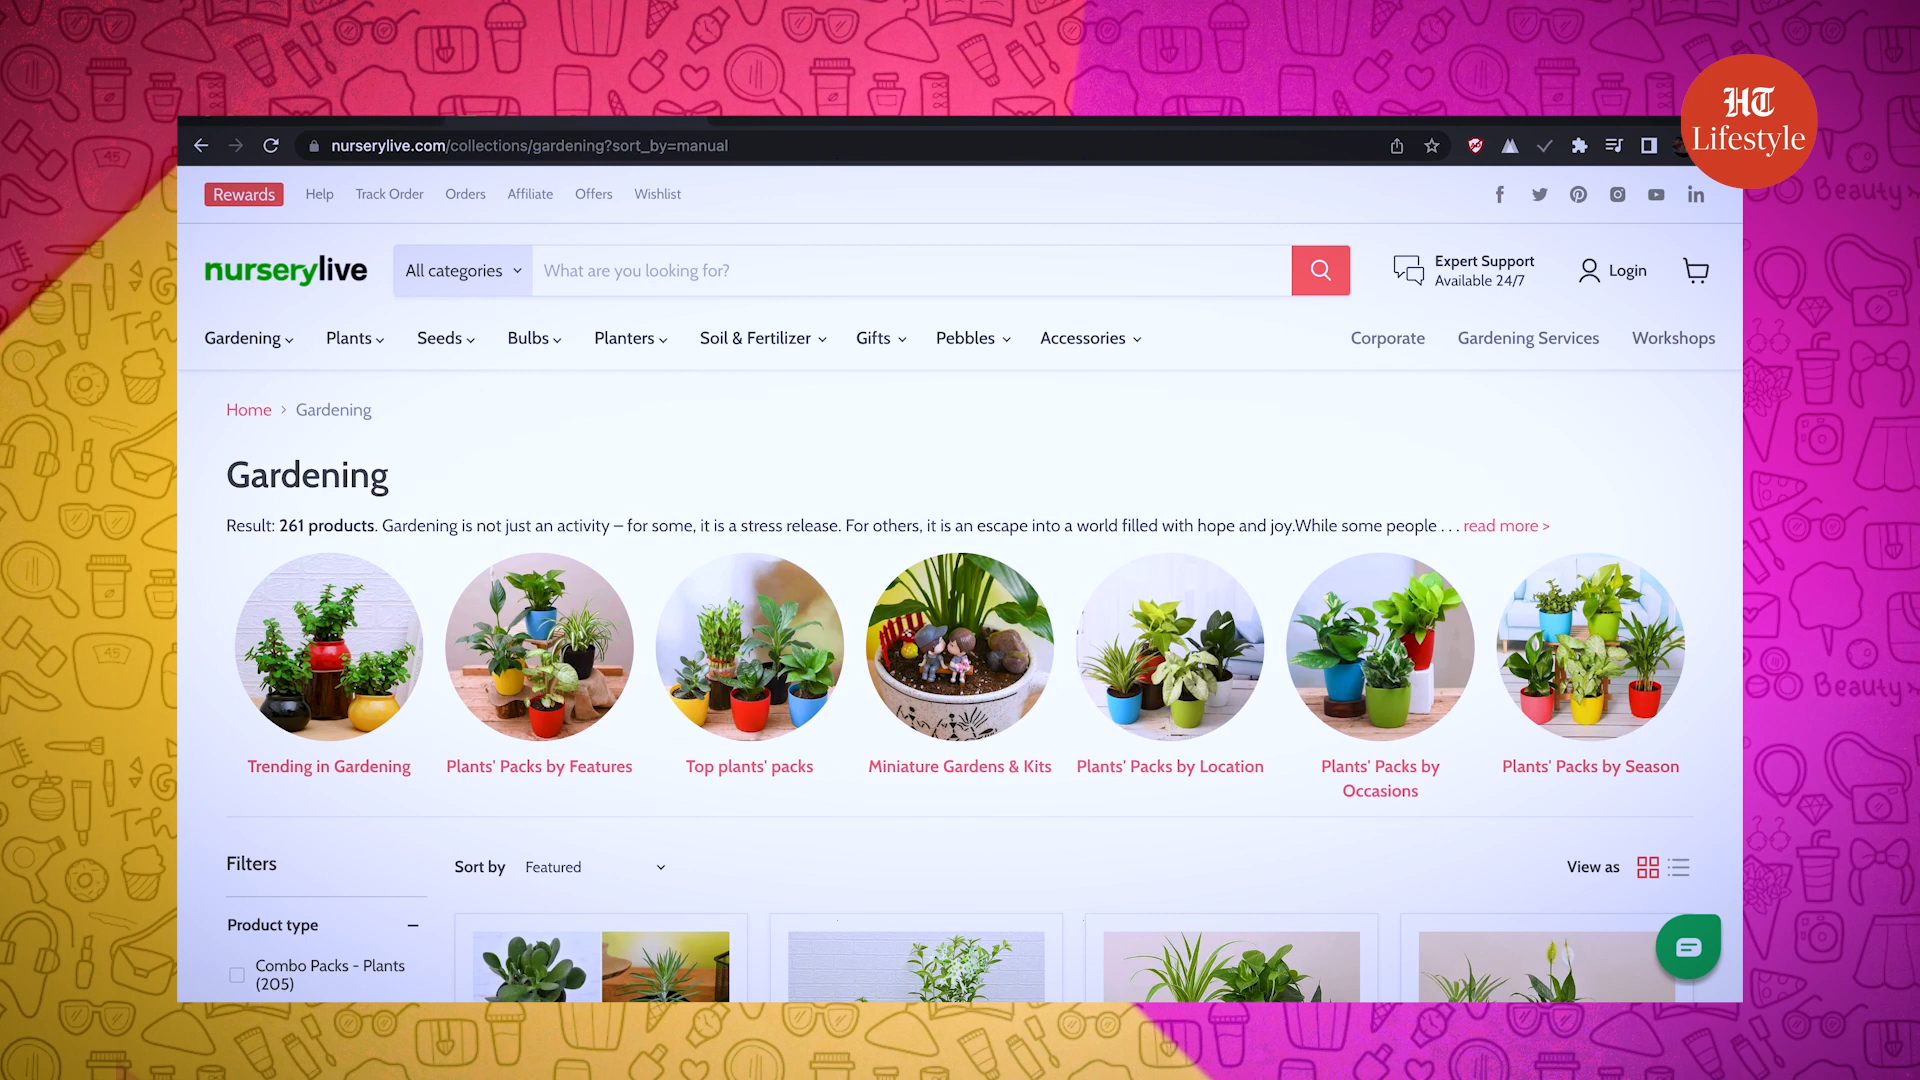 HT
Lifestyle
nurserylive.com/collections/gardening?sort_by=manual
Rewards Help Track Order Orders Affiliate Offers Wishlist
nurserylive All categories What are you looking for? Expert Support
Available 24/7
Login
Gardening Plants Seeds Bulbs Planters Soil & Fertilizer Gifts Pebbles Accessories Corporate Gardening Services Workshops
Home > Gardening
Gardening
Result: 261 products. Gardening is not just an activity – for some, it is a stress release. For others, it is an escape into a world filled with hope and joy.While some people . . . read more >
Trending in Gardening Plants' Packs by Features Top plants' packs Miniature Gardens & Kits Plants' Packs by Location Plants' Packs by Occasions Plants' Packs by Season
Filters
Sort by Featured View as
Product type
Combo Packs - Plants
(205)
Beauty
Beauty
45
45